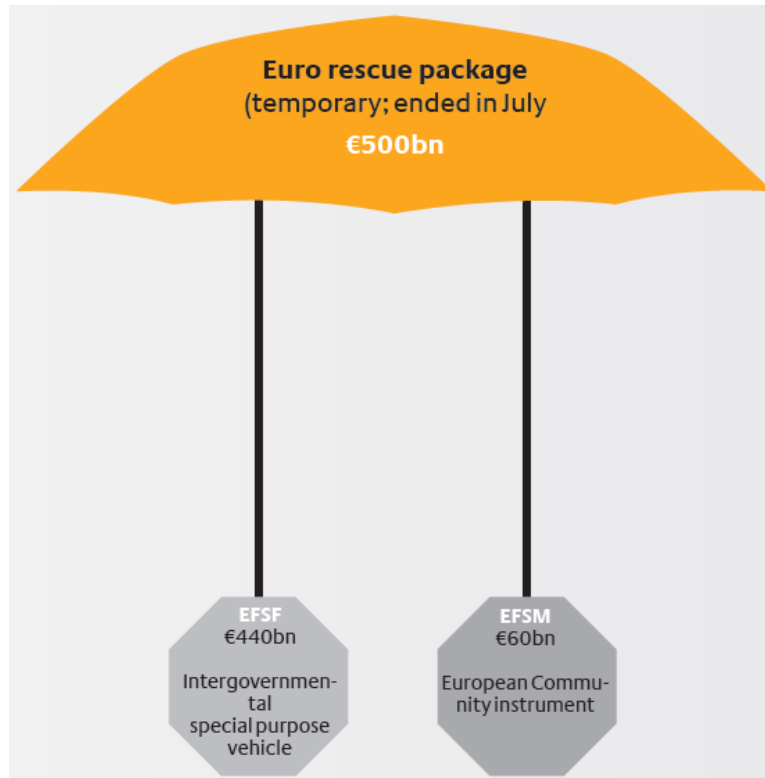 Euro rescue package
(temporary; ended in July
€500bn
EFSF
€440bn
Intergovernmen-
tal
special purpose
vehicle
EFSM
€60bn
European Commu-
nity instrument